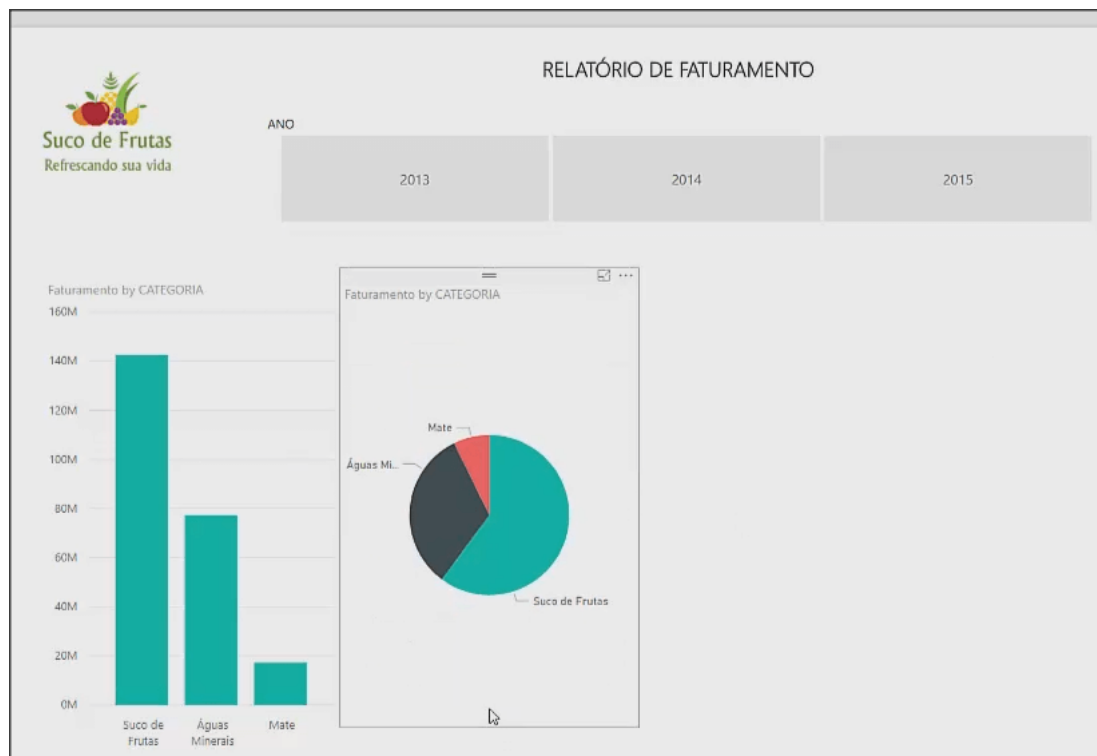 RELATÓRIO DE FATURAMENTO
Suco de Frutas
Refrescando sua vida
ANO
2013
2014
2015
Faturamento by CATEGORIA
160M
140M
120M
100M
80M
60M
40M
20M
0M
Suco de
Frutas
Águas
Minerais
Mate
Faturamento by CATEGORIA
Mate
Águas Mi...
Suco de Frutas